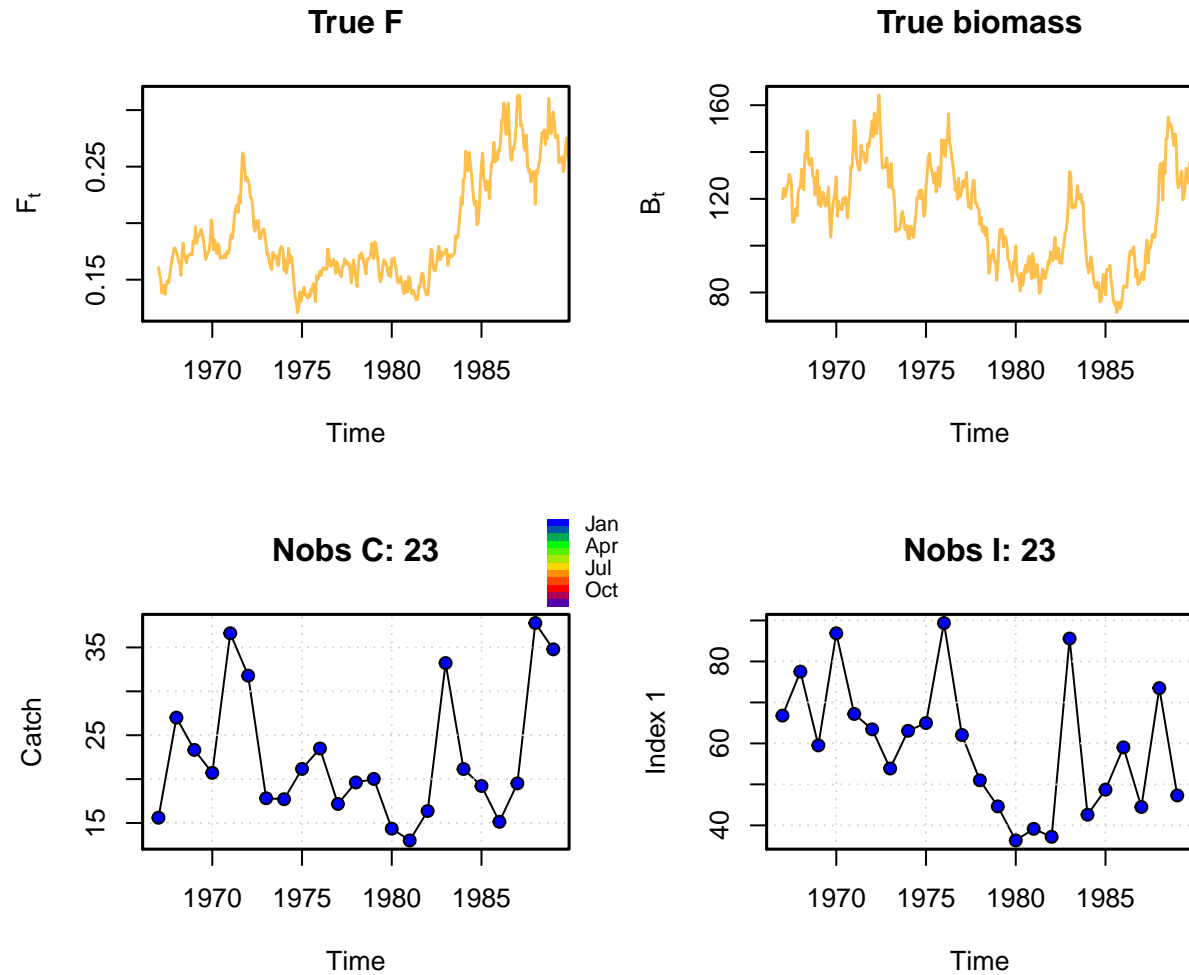 True F
F_t
0.15
0.25
1970 1975 1980 1985
Time
True biomass
B_t
80
120
160
1970 1975 1980 1985
Time
Nobs C: 23
Jan
Apr
Jul
Oct
Catch
15
25
35
1970 1975 1980 1985
Time
Nobs I: 23
Index 1
40
60
80
1970 1975 1980 1985
Time